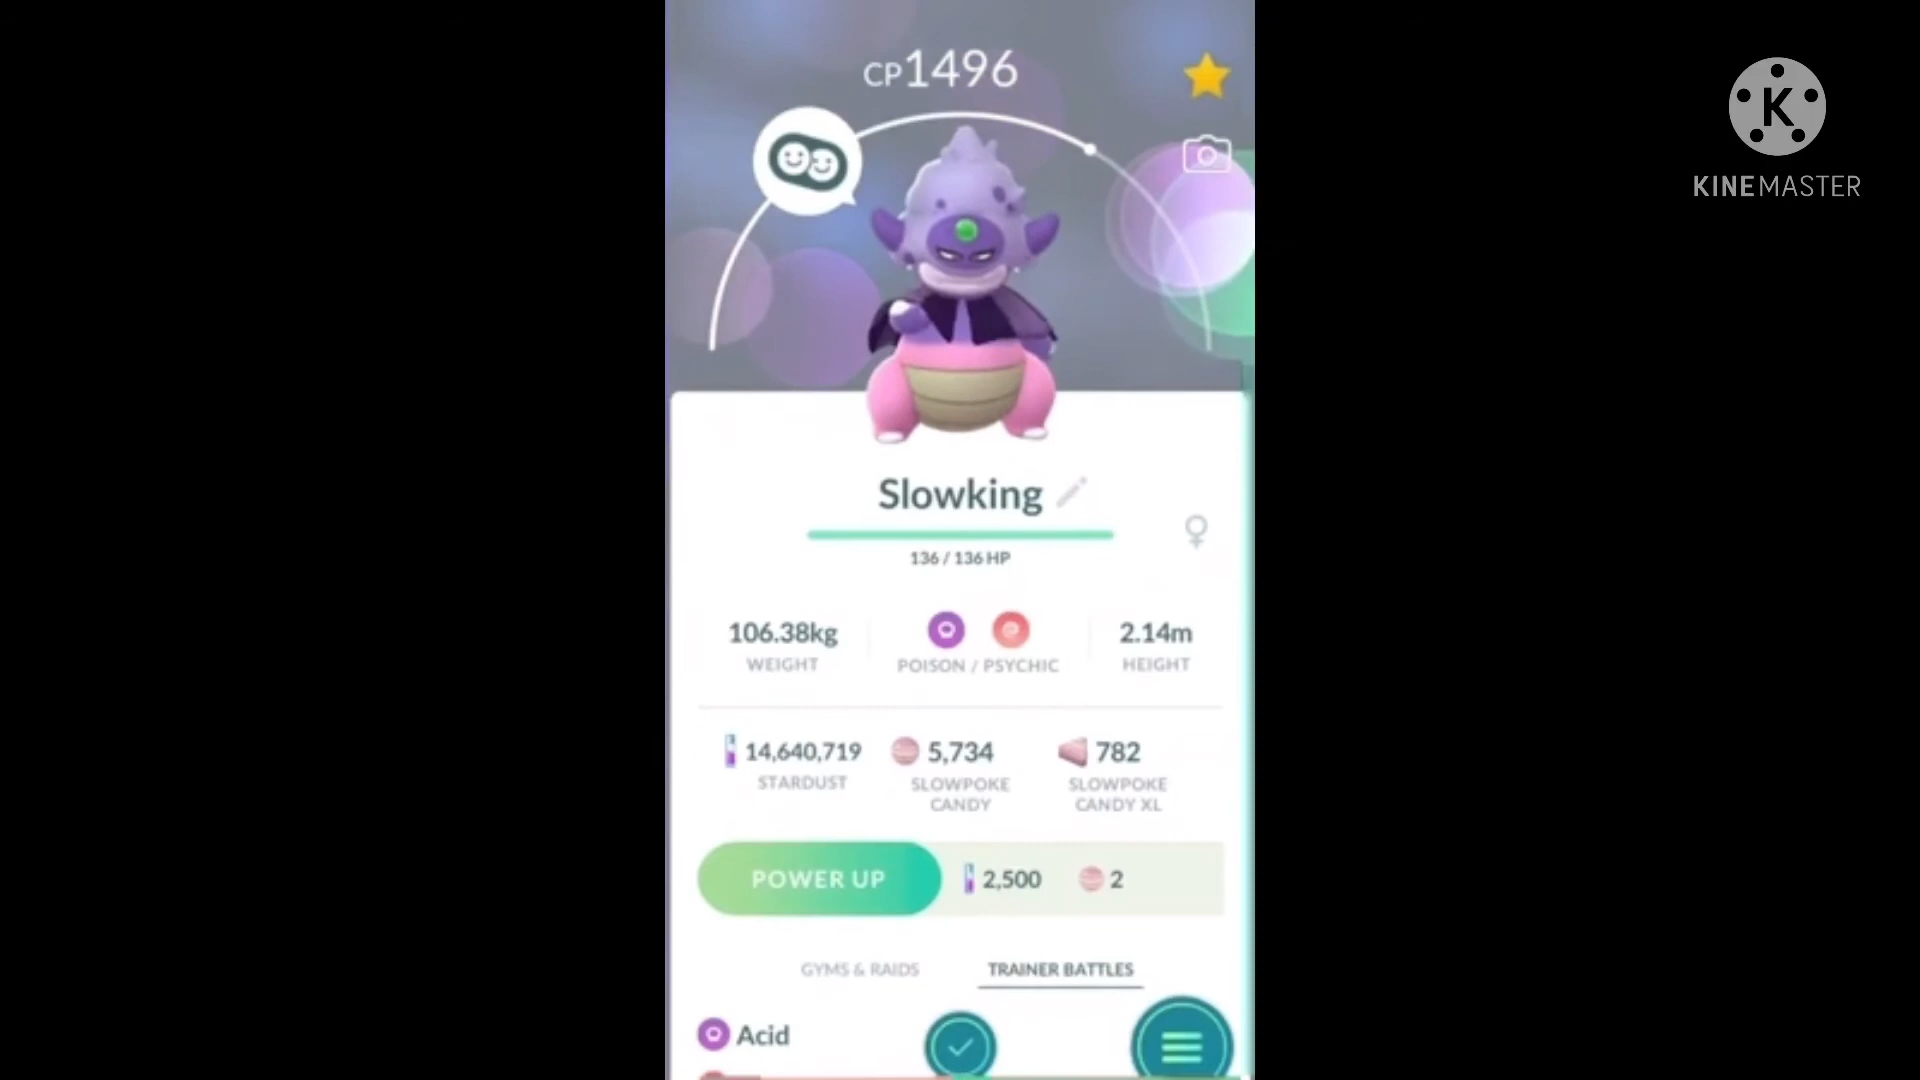 CP1496
K
KINEMASTER
Slowking
136 / 136 HP
106.38kg
WEIGHT
POISON / PSYCHIC
2.14m
HEIGHT
14,640,719
STARDUST
5,734
SLOWPOKE
CANDY
782
SLOWPOKE
CANDY XL
POWER UP
2,500
2
GYMS & RAIDS
TRAINER BATTLES
Acid